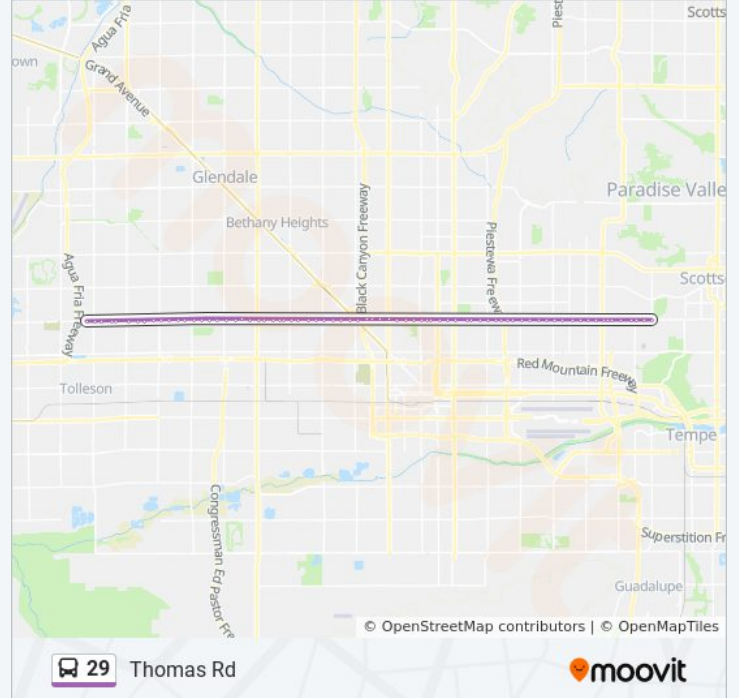 Scotts
Agua Fria
Piest
own
Grand Avenue
Glendale
Paradise Valle
Bethany Heights
Black Canyon Freeway
Piestewa Freew
Agua Fria Freeway
Scotts
Red Mountain Freeway
Tolleson
Tempe
Congressman Ed Pastor Fre
Superstition Fr
Guadalupe
© OpenStreetMap contributors | © OpenMapTiles
29 Thomas Rd
moovit